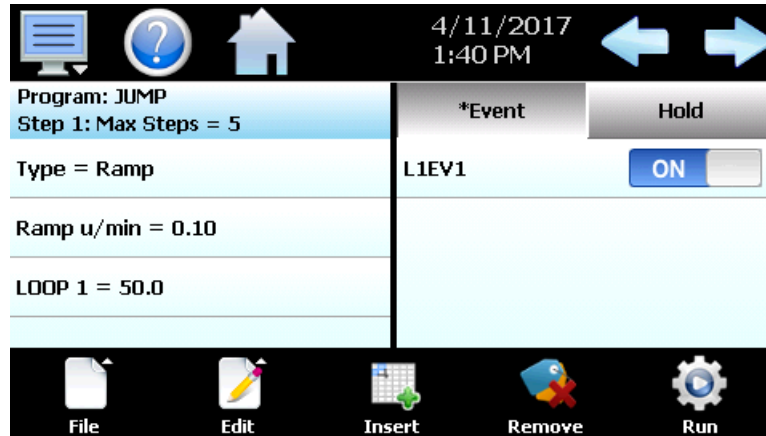 ?
4/11/2017
1:40 PM
Program: JUMP
Step 1: Max Steps = 5
Type = Ramp
Ramp u/min = 0.10
LOOP 1 = 50.0
*Event
Hold
L1EV1
ON
File
Edit
Insert
Remove
Run